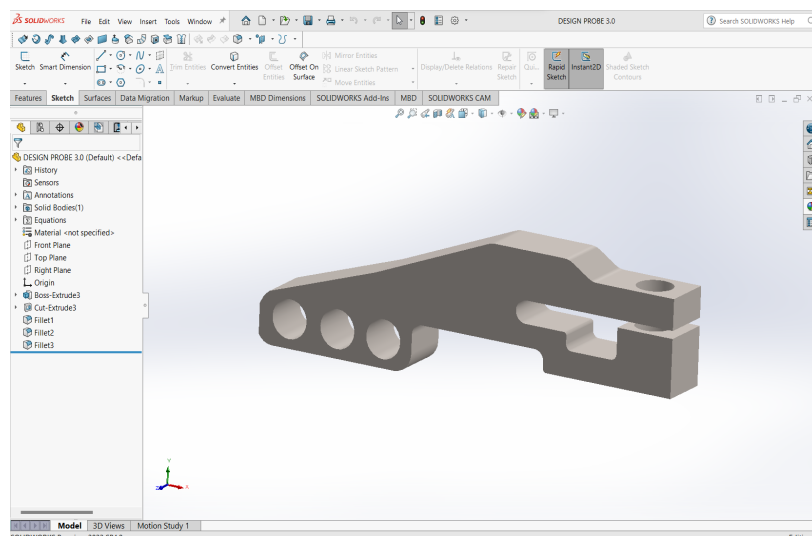 SOLIDWORKS File Edit View Insert Tools Window DESIGN PROBE 3.0 Search SOLIDWORKS Help
Sketch Smart Dimension Trim Entities Convert Entities Offset Entities Offset On Surface Mirror Entities Linear Sketch Pattern Move Entities Display/Delete Relations Repair Sketch Qui... Rapid Sketch Instant2D Shaded Sketch Contours
Features Sketch Surfaces Data Migration Markup Evaluate MBD Dimensions SOLIDWORKS Add-Ins MBD SOLIDWORKS CAM
DESIGN PROBE 3.0 (Default) <<Defa
History
Sensors
Annotations
Solid Bodies(1)
Equations
Material <not specified>
Front Plane
Top Plane
Right Plane
Origin
Boss-Extrude3
Cut-Extrude3
Fillet1
Fillet2
Fillet3
Y
Z
Model 3D Views Motion Study 1